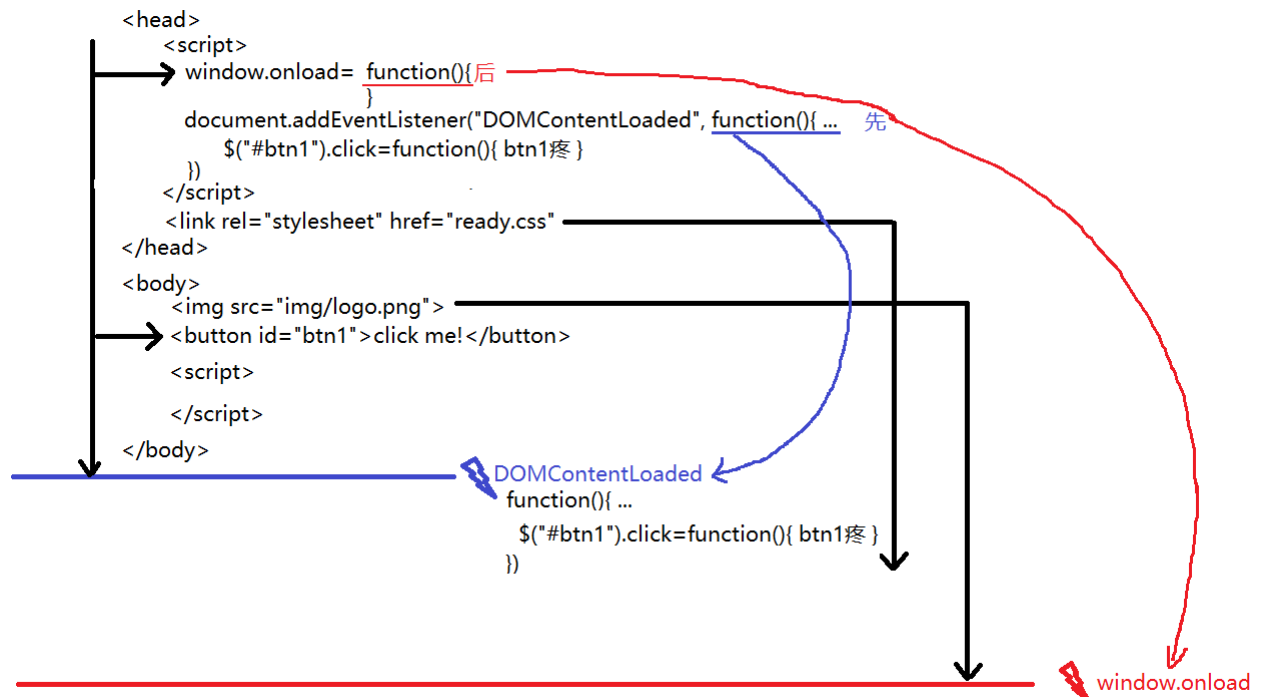 <head>
<script>
window.onload= function(){后
}
document.addEventListener("DOMContentLoaded", function(){ ... 先
$("#btn1").click=function(){ btn1疼 }
})
</script>
<link rel="stylesheet" href="ready.css"
</head>
<body>
<img src="img/logo.png">
<button id="btn1">click me!</button>
<script>
</script>
</body>
DOMContentLoaded
function(){ ...
$("#btn1").click=function(){ btn1疼 }
})
window.onload